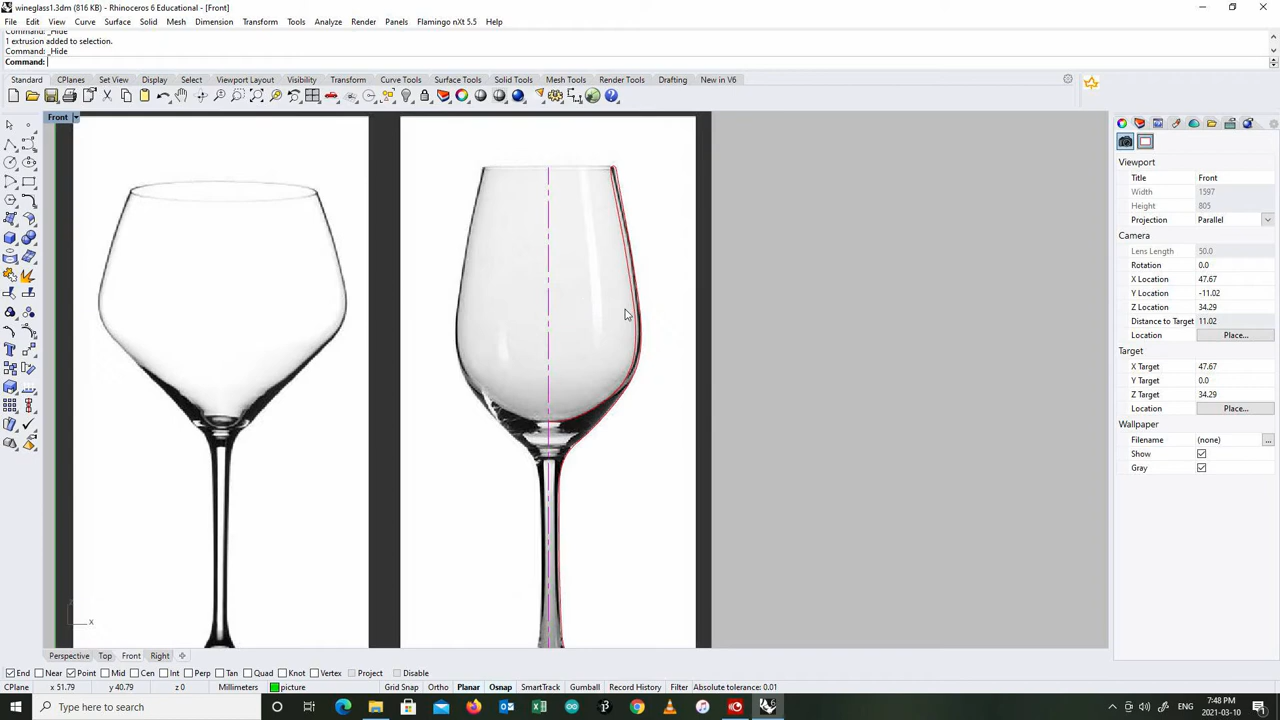 wineglass1.3dm (816 KB) - Rhinoceros 6 Educational - [Front]
File Edit View Curve Surface Solid Mesh Dimension Transform Tools Analyze Render Panels Flamingo nXt 5.5 Help
Command: _Hide
1 extrusion added to selection.
Command: _Hide
Command:
Standard CPlanes Set View Display Select Viewport Layout Visibility Transform Curve Tools Surface Tools Solid Tools Mesh Tools Render Tools Drafting New in V6
Front
Viewport
Title Front
Width 1597
Height 805
Projection Parallel
Camera
Lens Length 50.0
Rotation 0.0
X Location 47.67
Y Location -11.02
Z Location 34.29
Distance to Target 11.02
Location Place...
Target
X Target 47.67
Y Target 0.0
Z Target 34.29
Location Place...
Wallpaper
Filename (none) ...
Show
Gray
x
Perspective Top Front Right
End Near Point Mid Cen Int Perp Tan Quad Knot Vertex Project Disable
CPlane x 51.79 y 40.79 z 0 Millimeters picture Grid Snap Ortho Planar Osnap SmartTrack Gumball Record History Filter Absolute tolerance: 0.01
Type here to search
ENG
7:48 PM
2021-03-10